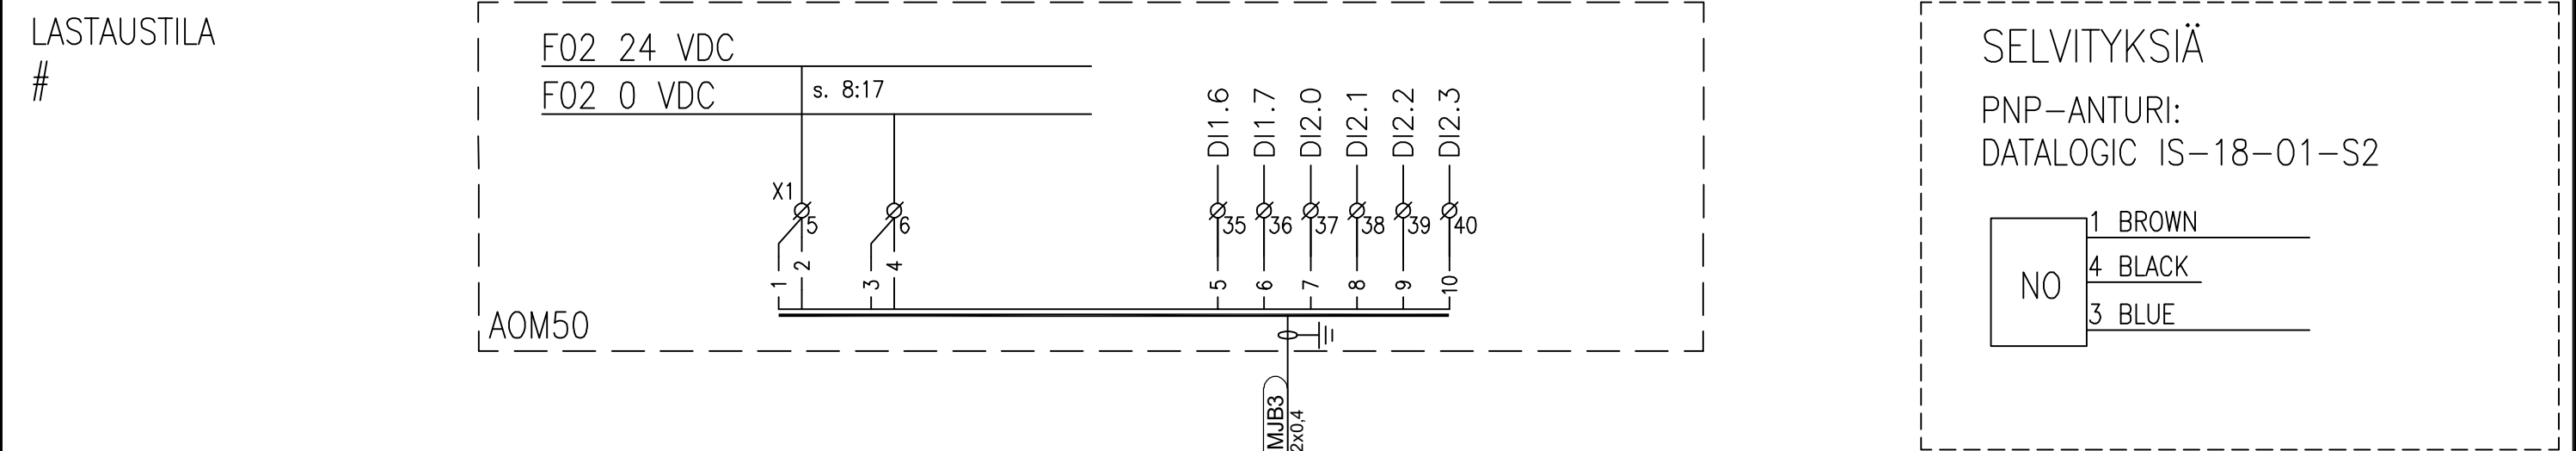 LASTAUSTILA
#
F02 24 VDC
F02 0 VDC
s. 8:17
DI1.6
DI1.7
DI2.0
DI2.1
DI2.2
DI2.3
X1
5
6
35
36
37
38
39
40
1
2
3
4
5
6
7
8
9
10
AOM50
MJB3
2x0,4
SELVITYKSIÄ
PNP-ANTURI:
DATALOGIC IS-18-01-S2
NO
1 BROWN
4 BLACK
3 BLUE